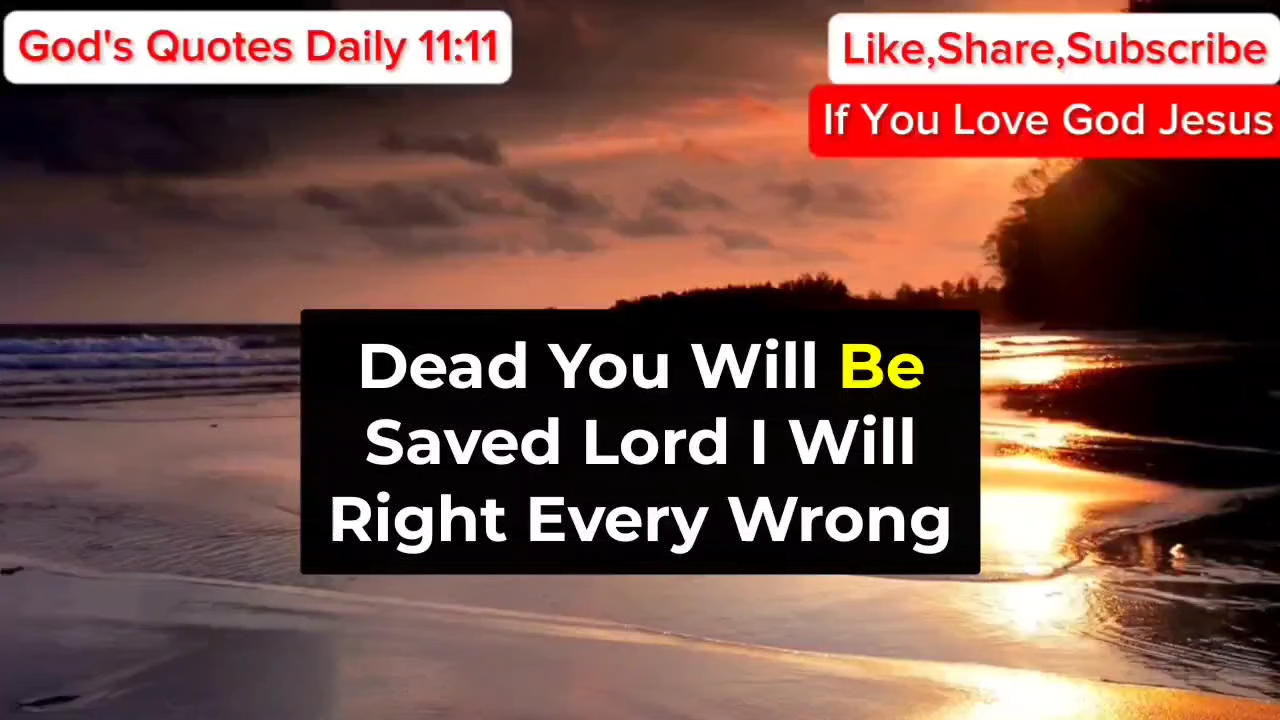 God's Quotes Daily 11:11
Like,Share,Subscribe
If You Love God Jesus
Dead You Will Be
Saved Lord I Will
Right Every Wrong